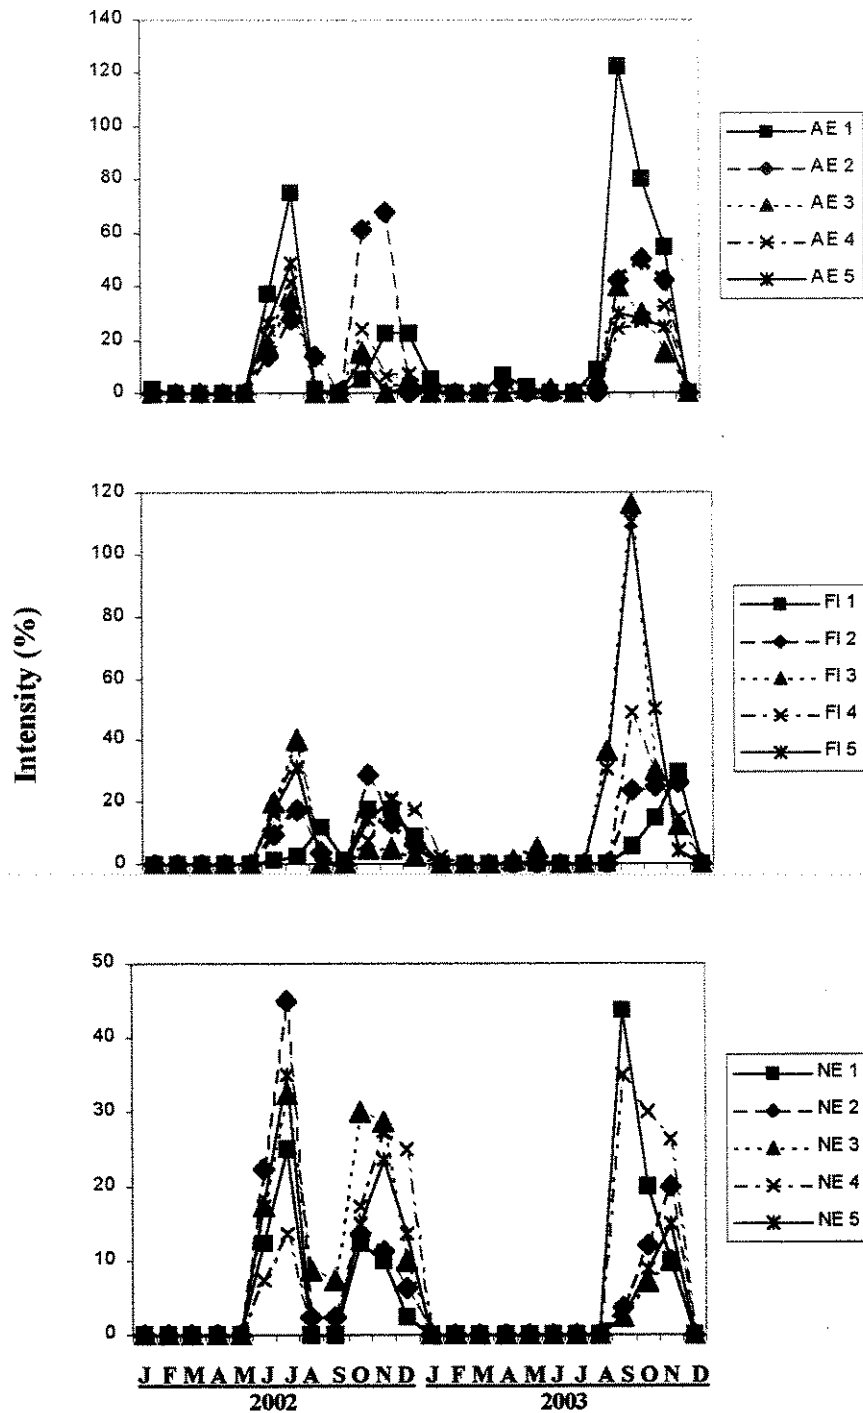 140
120
100
80
60
40
20
0
AE 1
AE 2
AE 3
AE 4
AE 5
Intensity (%)
120
100
80
60
40
20
0
FI 1
FI 2
FI 3
FI 4
FI 5
50
40
30
20
10
0
NE 1
NE 2
NE 3
NE 4
NE 5
J F M A M J J A S O N D J F M A M J J A S O N D
2002 2003